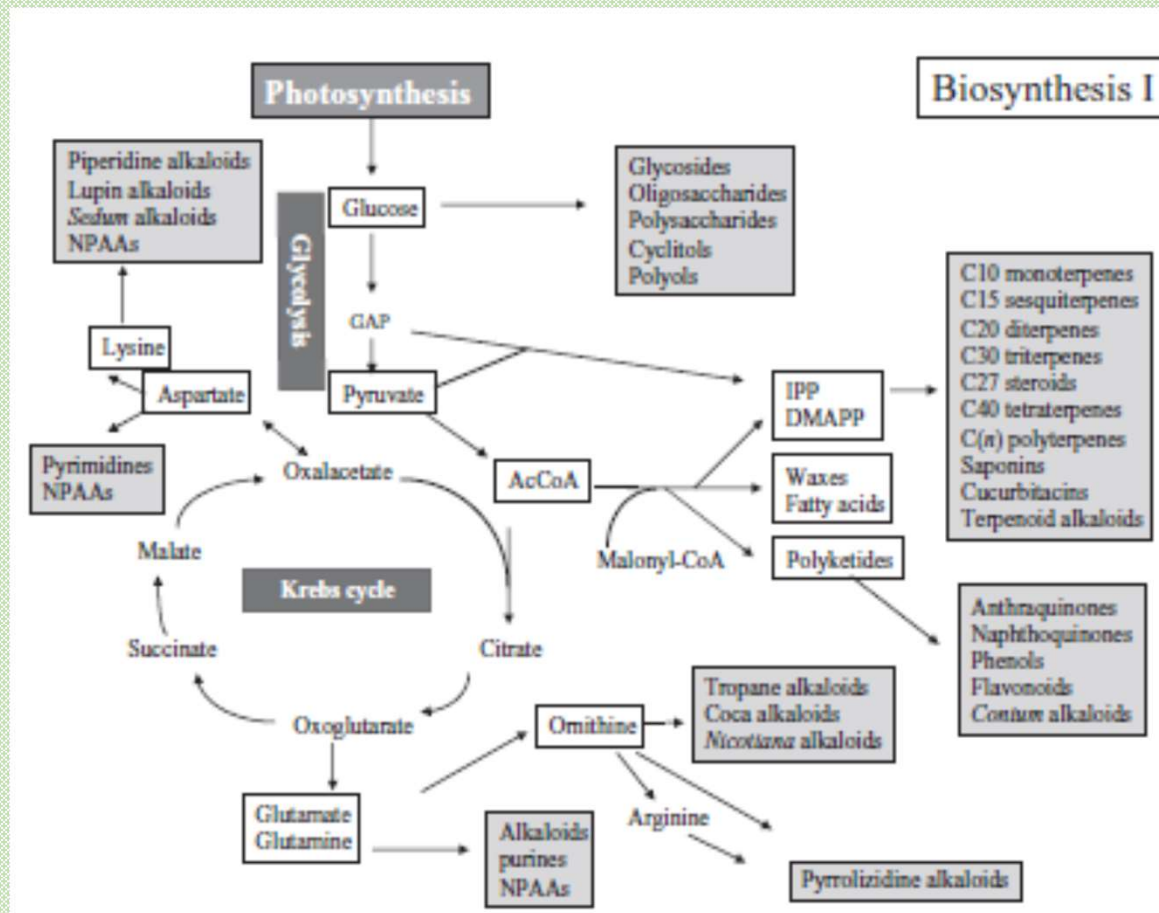 Photosynthesis
Biosynthesis I
Piperidine alkaloids
Lupin alkaloids
Sedum alkaloids
NPAAs
Glucose
Glycosides
Oligosaccharides
Polysaccharides
Cyclitols
Polyols
Glycolysis
GAP
C10 monoterpenes
C15 sesquiterpenes
C20 diterpenes
C30 triterpenes
C27 steroids
C40 tetraterpenes
C(n) polyterpenes
Saponins
Cucurbitacins
Terpenoid alkaloids
Lysine
Aspartate
Pyruvate
IPP
DMAPP
Pyrimidines
NPAAs
Oxalacetate
AcCoA
Waxes
Fatty acids
Malate
Malonyl-CoA
Polyketides
Krebs cycle
Anthraquinones
Naphthoquinones
Phenols
Flavonoids
Conium alkaloids
Succinate
Citrate
Oxoglutarate
Ornithine
Tropane alkaloids
Coca alkaloids
Nicotiana alkaloids
Glutamate
Glutamine
Arginine
Alkaloids
purines
NPAAs
Pyrrolizidine alkaloids